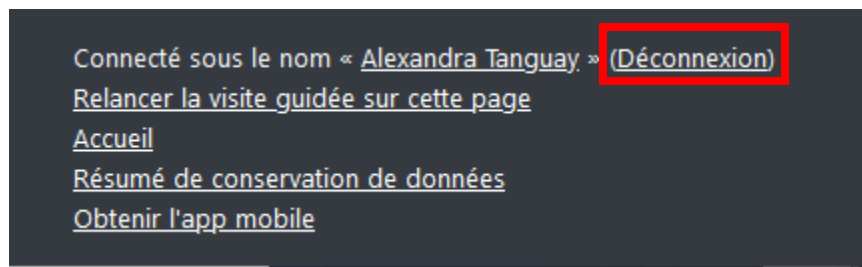 Connecté sous le nom « Alexandra Tanguay » (Déconnexion)
Relancer la visite guidée sur cette page
Accueil
Résumé de conservation de données
Obtenir l'app mobile